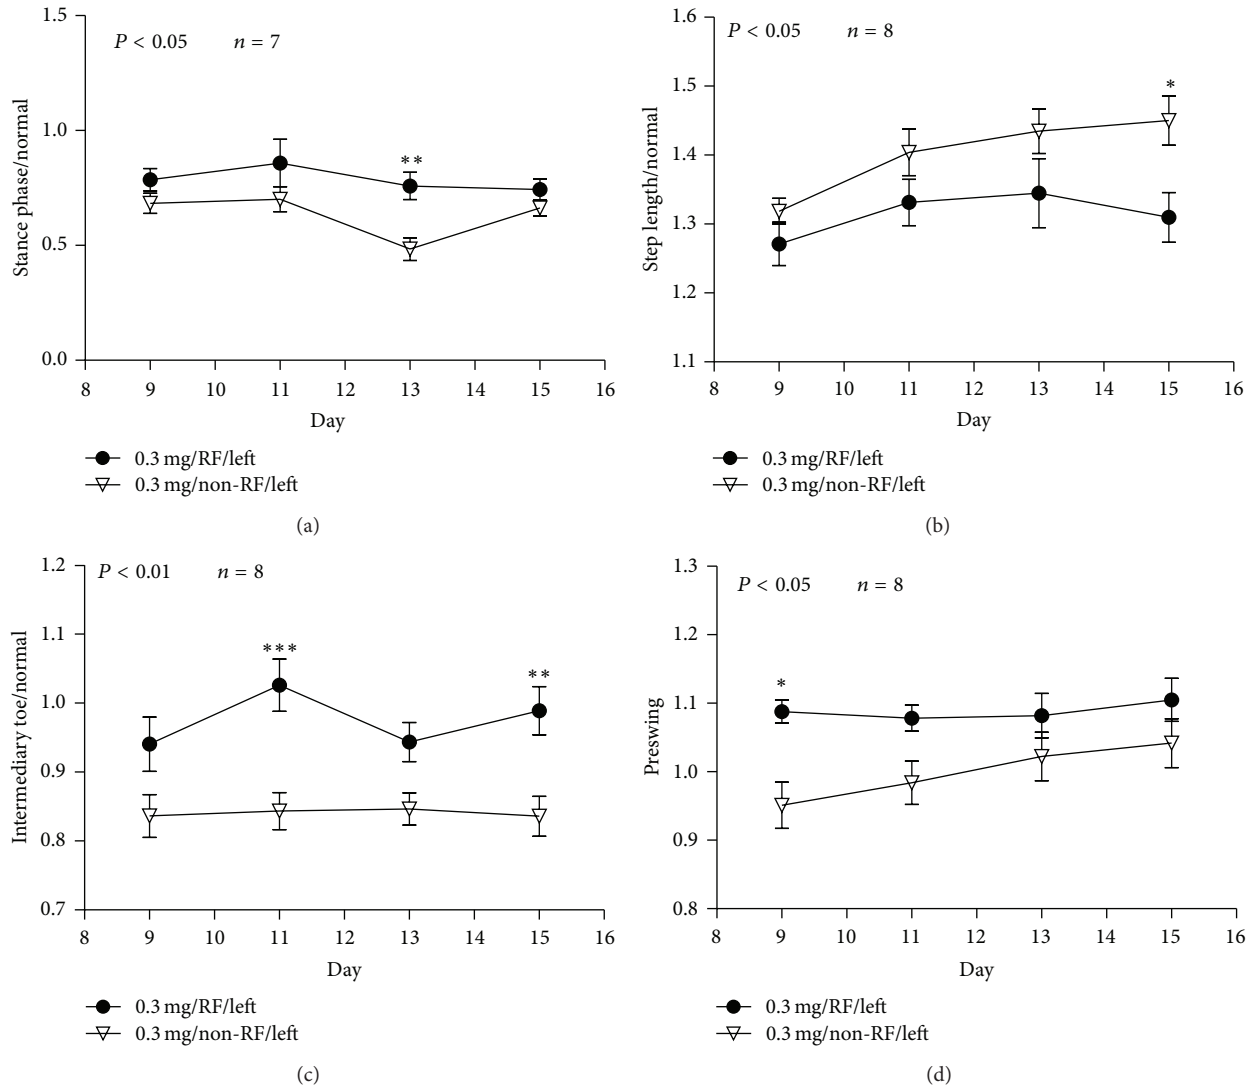 P < 0.05 n = 7
1.5
1.0
0.5
0.0
Stance phase/normal
**
8 9 10 11 12 13 14 15 16
Day
0.3 mg/RF/left
0.3 mg/non-RF/left
(a)
P < 0.05 n = 8
1.6
1.5
1.4
1.3
1.2
1.1
Step length/normal
*
8 9 10 11 12 13 14 15 16
Day
0.3 mg/RF/left
0.3 mg/non-RF/left
(b)
P < 0.01 n = 8
1.2
1.1
1.0
0.9
0.8
0.7
Intermediary toe/normal
***
**
8 9 10 11 12 13 14 15 16
Day
0.3 mg/RF/left
0.3 mg/non-RF/left
(c)
P < 0.05 n = 8
1.3
1.2
1.1
1.0
0.9
0.8
Preswing
*
8 9 10 11 12 13 14 15 16
Day
0.3 mg/RF/left
0.3 mg/non-RF/left
(d)